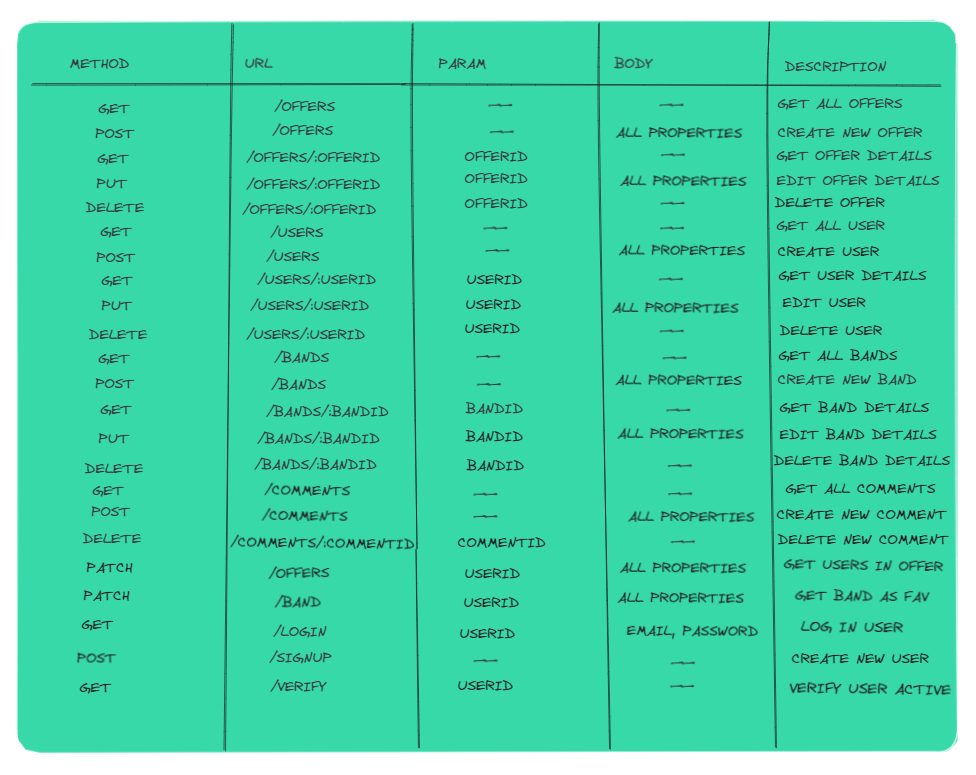 METHOD URL PARAM BODY DESCRIPTION
GET /OFFERS — — GET ALL OFFERS
POST /OFFERS — ALL PROPERTIES CREATE NEW OFFER
GET /OFFERS/:OFFERID OFFERID — GET OFFER DETAILS
PUT /OFFERS/:OFFERID OFFERID ALL PROPERTIES EDIT OFFER DETAILS
DELETE /OFFERS/:OFFERID OFFERID — DELETE OFFER
GET /USERS — — GET ALL USER
POST /USERS — ALL PROPERTIES CREATE USER
GET /USERS/:USERID USERID — GET USER DETAILS
PUT /USERS/:USERID USERID ALL PROPERTIES EDIT USER
DELETE /USERS/:USERID USERID — DELETE USER
GET /BANDS — — GET ALL BANDS
POST /BANDS — ALL PROPERTIES CREATE NEW BAND
GET /BANDS/:BANDID BANDID — GET BAND DETAILS
PUT /BANDS/:BANDID BANDID ALL PROPERTIES EDIT BAND DETAILS
DELETE /BANDS/:BANDID BANDID — DELETE BAND DETAILS
GET /COMMENTS — — GET ALL COMMENTS
POST /COMMENTS — ALL PROPERTIES CREATE NEW COMMENT
DELETE /COMMENTS/:COMMENTID COMMENTID — DELETE NEW COMMENT
PATCH /OFFERS USERID ALL PROPERTIES GET USERS IN OFFER
PATCH /BAND USERID ALL PROPERTIES GET BAND AS FAV
GET /LOGIN USERID EMAIL, PASSWORD LOG IN USER
POST /SIGNUP — — CREATE NEW USER
GET /VERIFY USERID — VERIFY USER ACTIVE